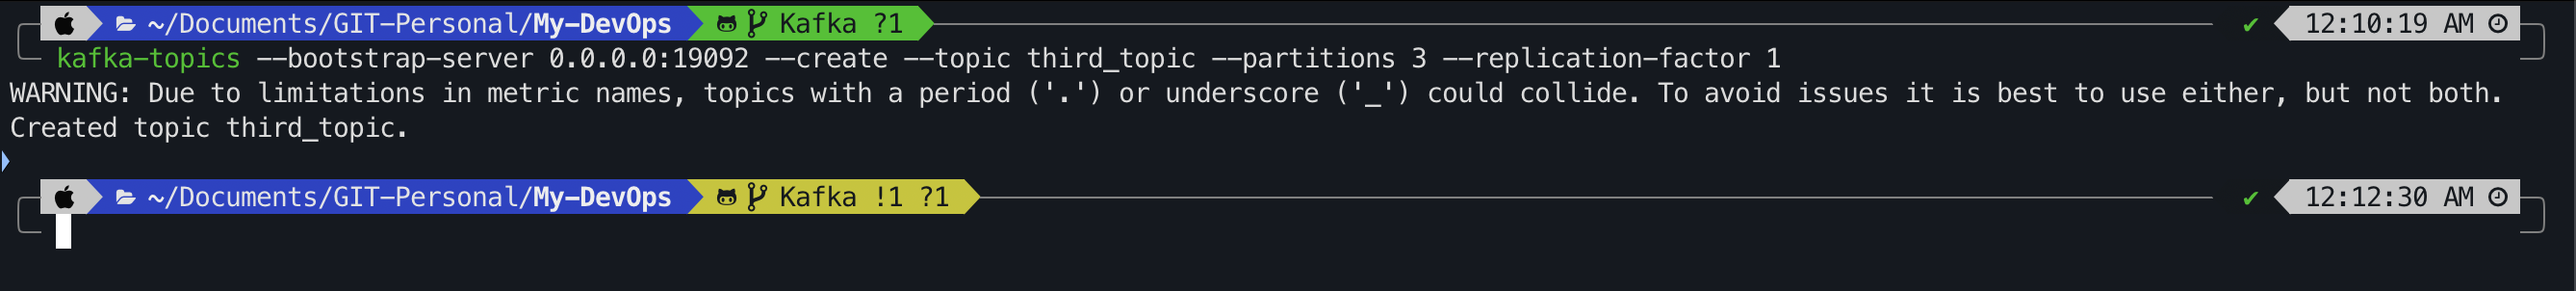 ~/Documents/GIT-Personal/My-DevOps Kafka ?1 ✔ 12:10:19 AM
kafka-topics --bootstrap-server 0.0.0.0:19092 --create --topic third_topic --partitions 3 --replication-factor 1
WARNING: Due to limitations in metric names, topics with a period ('.') or underscore ('_') could collide. To avoid issues it is best to use either, but not both.
Created topic third_topic.
~/Documents/GIT-Personal/My-DevOps Kafka !1 ?1 ✔ 12:12:30 AM